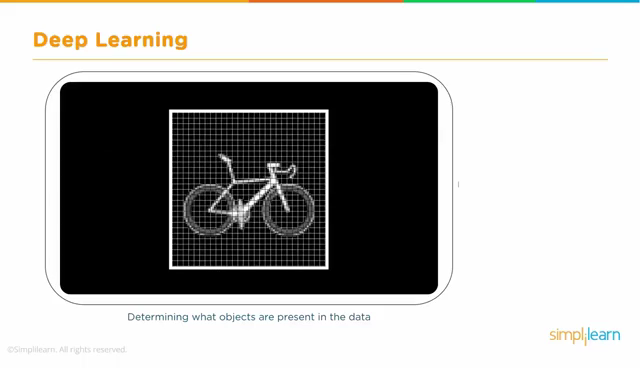 Deep Learning
Determining what objects are present in the data
©Simplilearn. All rights reserved.
simplilearn